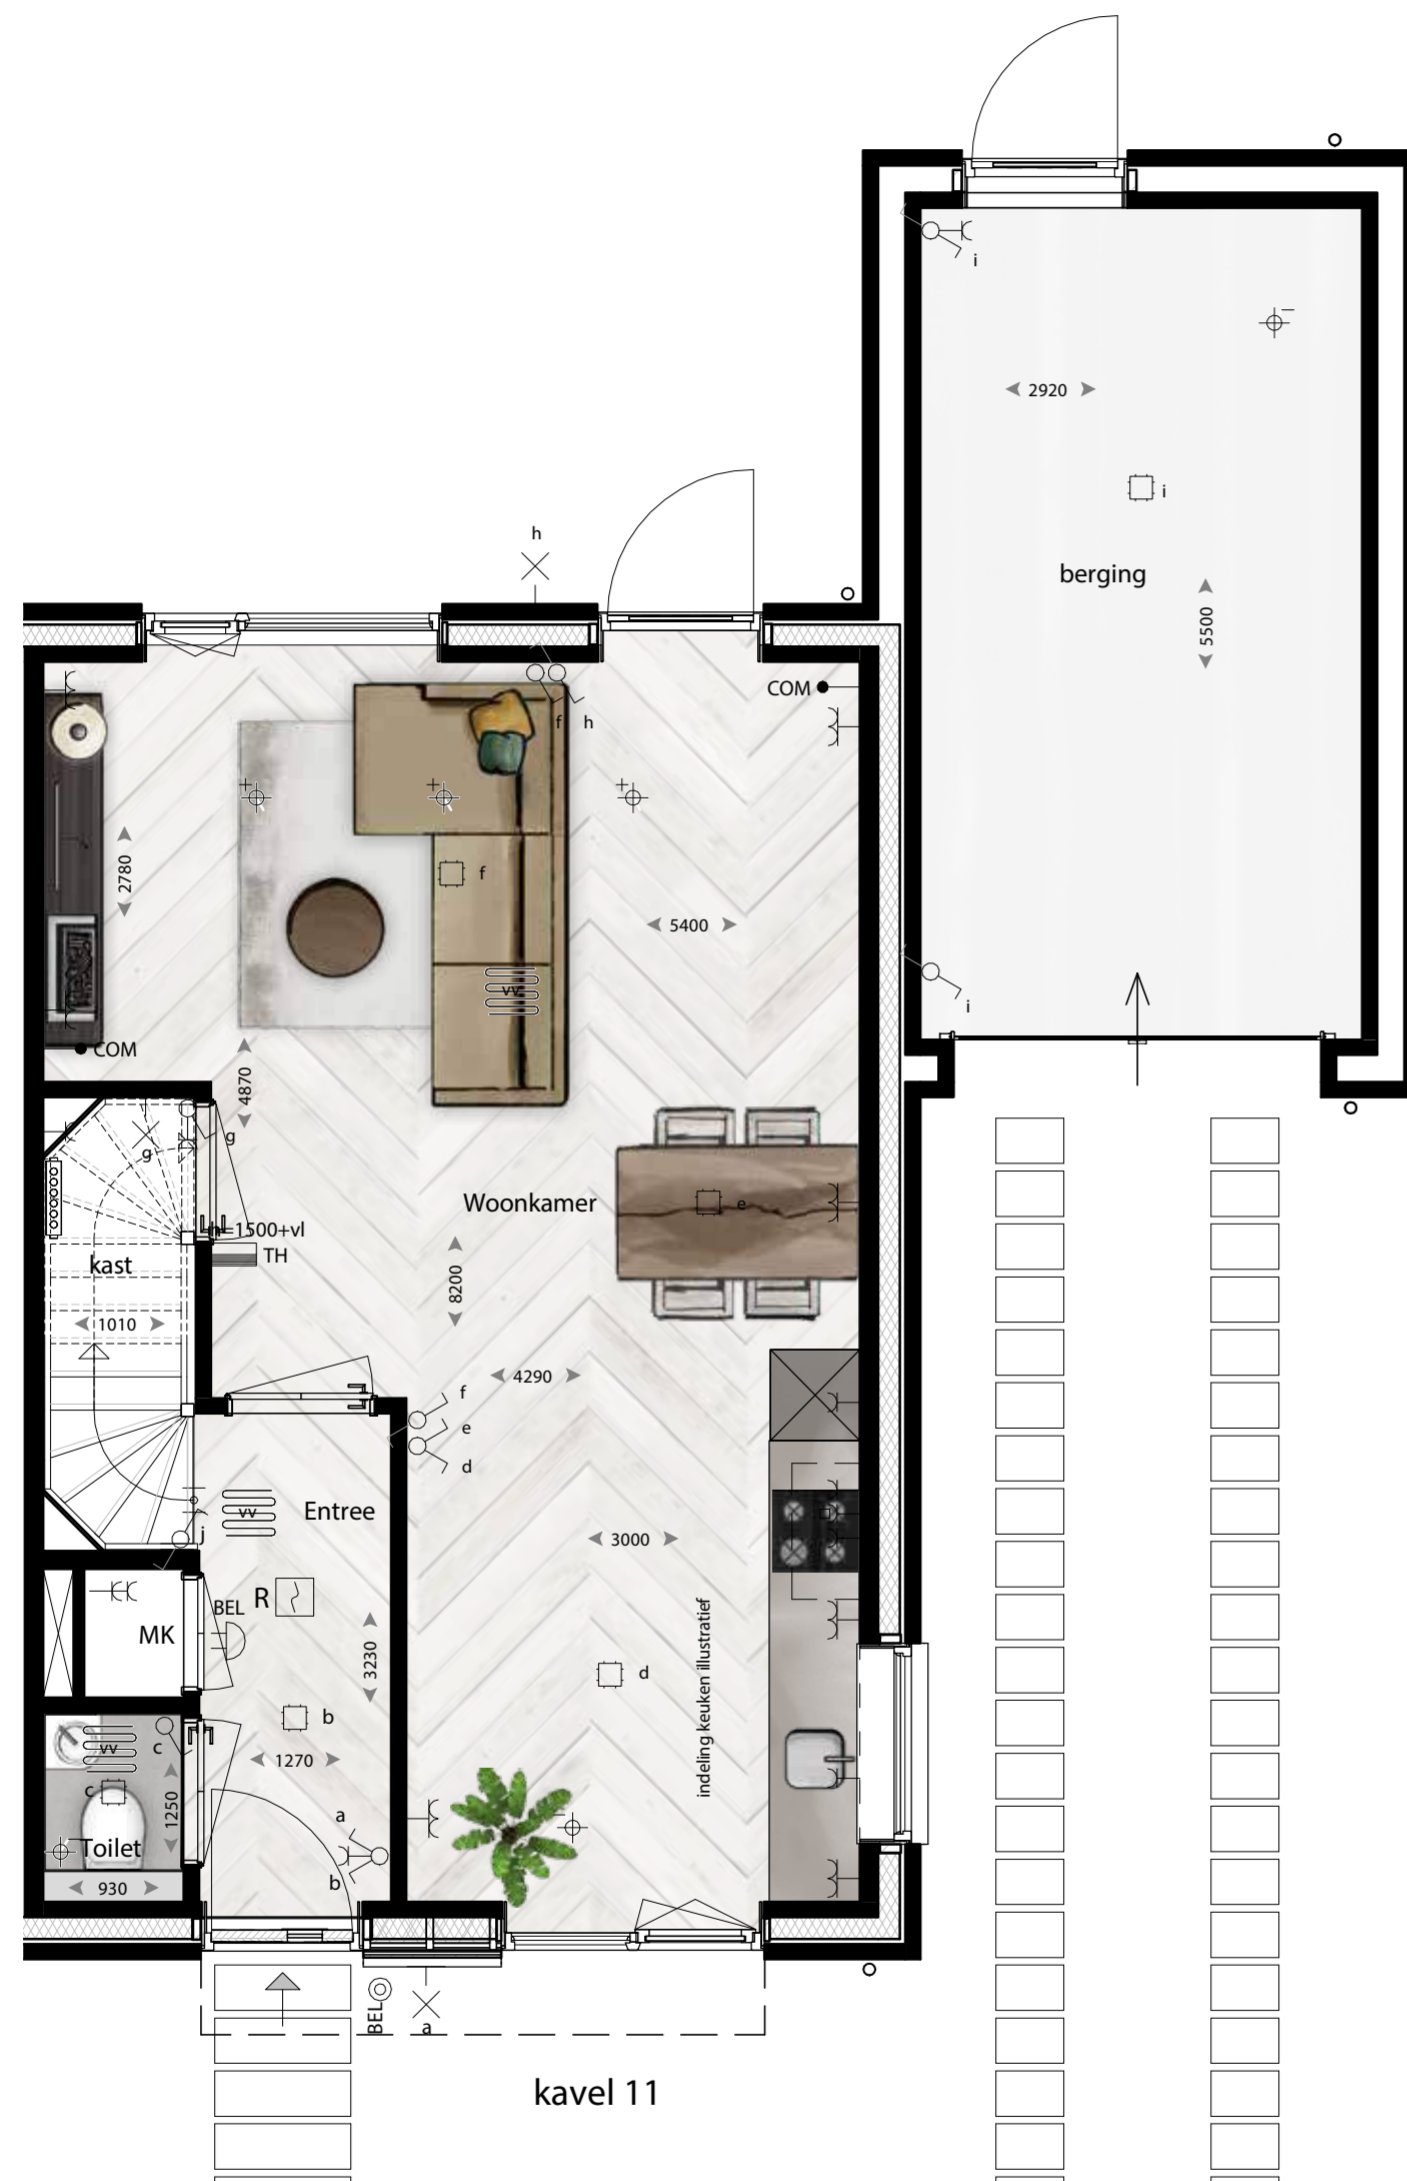 i
2920
i
berging
5500
h
COM
f
h
2780
f
5400
vv
i
COM
4870
g
g
Woonkamer
e
h=1500+vl
TH
kast
8200
1010
4290
f
e
d
vv
Entree
j
3000
R
BEL
MK
3230
indeling keuken illustratief
d
b
c
vv
1270
c
1250
a
Toilet
b
930
BEL
a
kavel 11